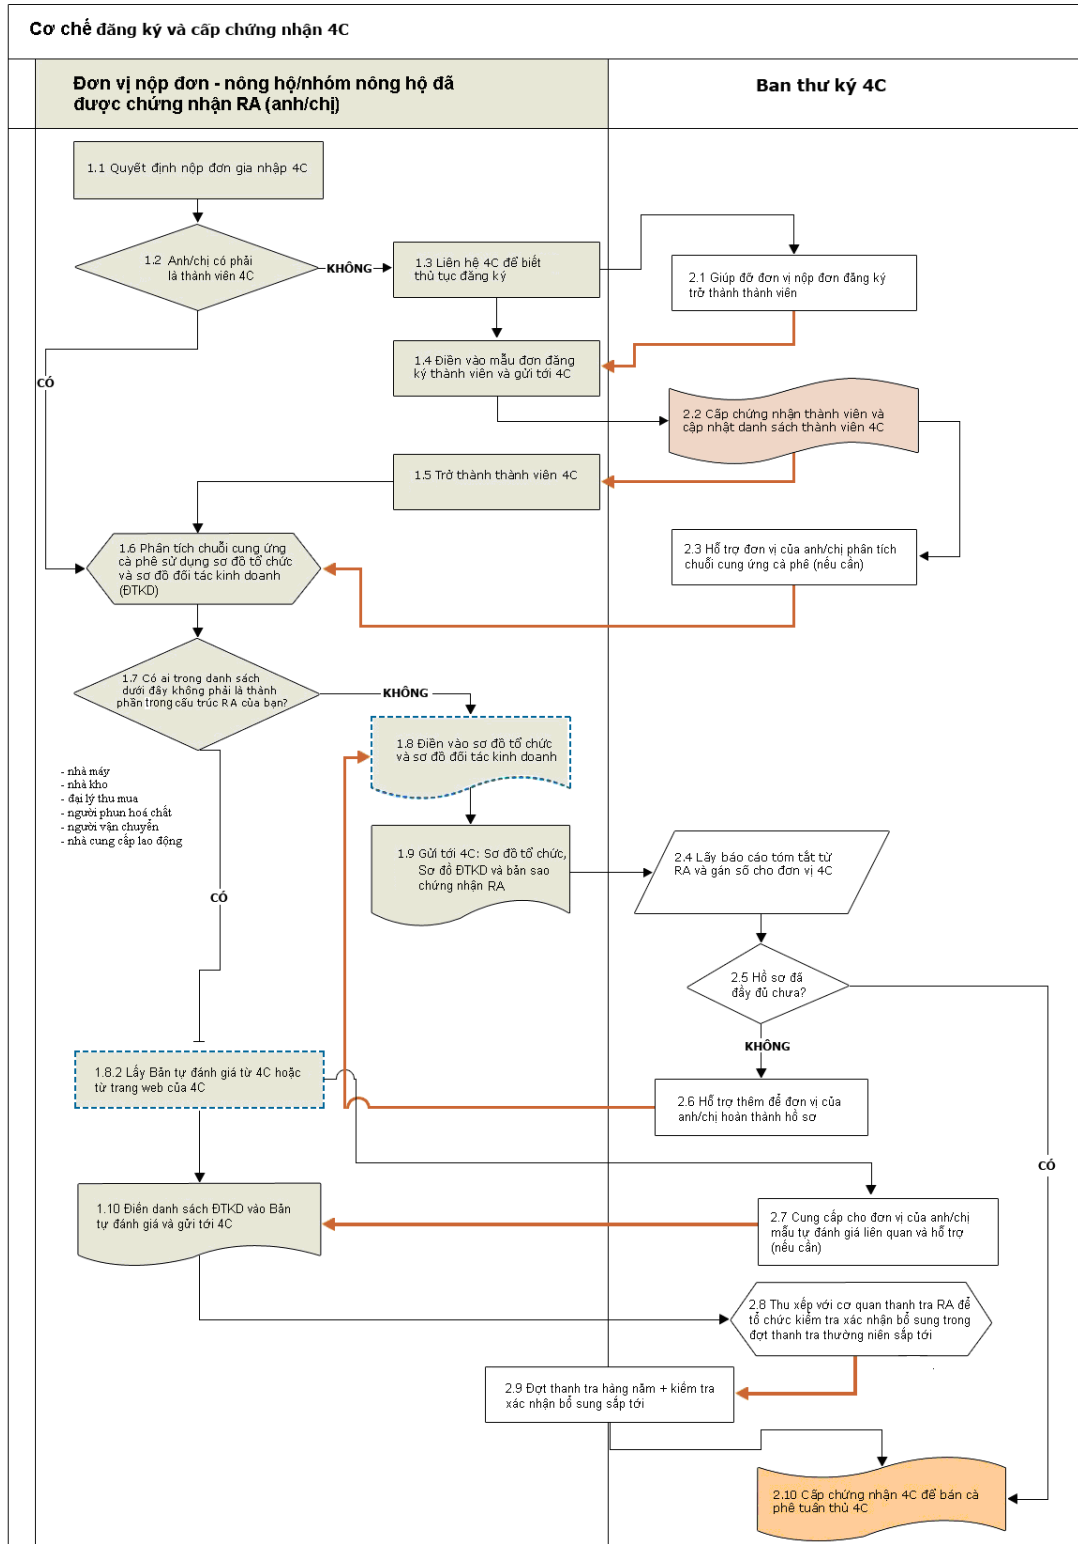 Cơ chế đăng ký và cấp chứng nhận 4C
Đơn vị nộp đơn - nông hộ/nhóm nông hộ đã
được chứng nhận RA (anh/chị)
Ban thư ký 4C
1.1 Quyết định nộp đơn gia nhập 4C
1.2 Anh/chị có phải
là thành viên 4C
KHÔNG
1.3 Liên hệ 4C để biết
thủ tục đăng ký
2.1 Giúp đỡ đơn vị nộp đơn đăng ký
trở thành thành viên
1.4 Điền vào mẫu đơn đăng
ký thành viên và gửi tới 4C
CÓ
2.2 Cấp chứng nhận thành viên và
cập nhật danh sách thành viên 4C
1.5 Trở thành thành viên 4C
1.6 Phân tích chuỗi cung ứng
cà phê sử dụng sơ đồ tổ chức
và sơ đồ đối tác kinh doanh
(ĐTKD)
2.3 Hỗ trợ đơn vị của anh/chị phân tích
chuỗi cung ứng cà phê (nếu cần)
1.7 Có ai trong danh sách
dưới đây không phải là thành
phần trong cấu trúc RA của bạn?
KHÔNG
1.8 Điền vào sơ đồ tổ chức
và sơ đồ đối tác kinh doanh
- nhà máy
- nhà kho
- đại lý thu mua
- người phun hoá chất
- người vận chuyển
- nhà cung cấp lao động
1.9 Gửi tới 4C: Sơ đồ tổ chức,
Sơ đồ ĐTKD và bản sao
chứng nhận RA
2.4 Lấy báo cáo tóm tắt từ
RA và gán số cho đơn vị 4C
CÓ
2.5 Hồ sơ đã
đầy đủ chưa?
KHÔNG
1.8.2 Lấy Bản tự đánh giá từ 4C hoặc
từ trang web của 4C
2.6 Hỗ trợ thêm để đơn vị của
anh/chị hoàn thành hồ sơ
CÓ
1.10 Điền danh sách ĐTKD vào Bản
tự đánh giá và gửi tới 4C
2.7 Cung cấp cho đơn vị của anh/chị
mẫu tự đánh giá liên quan và hỗ trợ
(nếu cần)
2.8 Thu xếp với cơ quan thanh tra RA để
tổ chức kiểm tra xác nhận bổ sung trong
đợt thanh tra thường niên sắp tới
2.9 Đợt thanh tra hàng năm + kiểm tra
xác nhận bổ sung sắp tới
2.10 Cấp chứng nhận 4C để bán cà
phê tuân thủ 4C